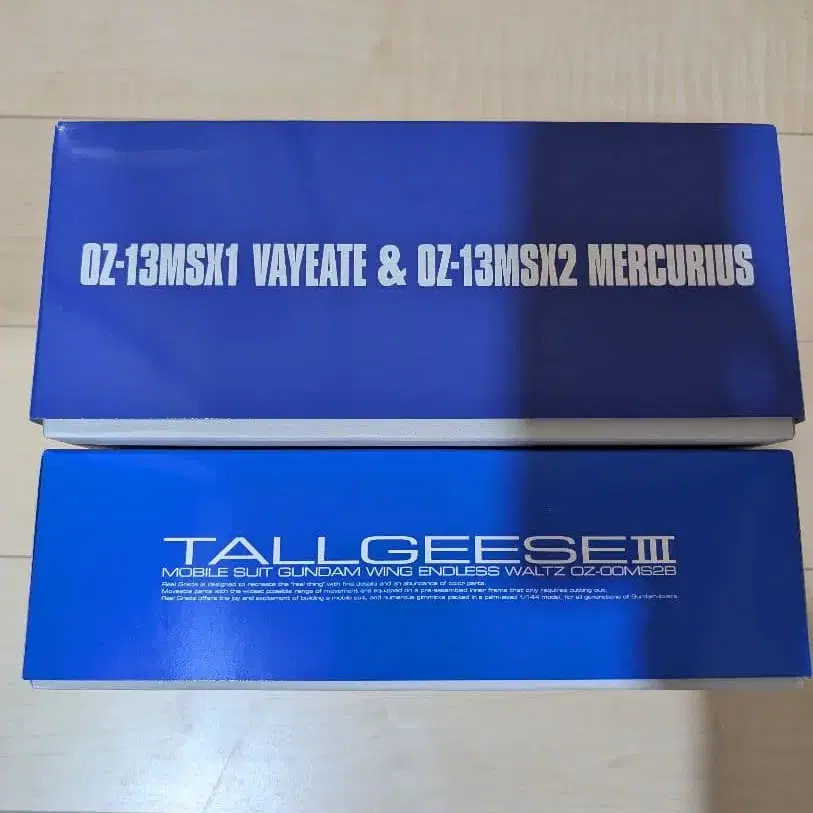 OZ-13MSX1 VAYEATE & OZ-13MSX2 MERCURIUS
TALLGEESE III
MOBILE SUIT GUNDAM WING ENDLESS WALTZ OZ-00MS2B
Real Grade is designed to recreate the "real thing" with fine details and an abundance of color parts.
Moveable parts with the widest possible range of movement are equipped on a pre-assembled inner frame that only requires cutting out.
Real Grade offers the joy and excitement of building a mobile suit, and numerous gimmicks packed in a palm-sized 1/144 model, for all generations of Gundam-lovers.